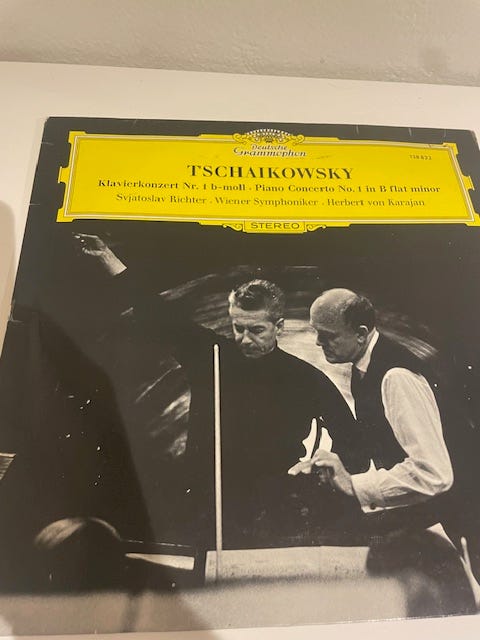 Deutsche
Grammophon
138822
TSCHAIKOWSKY
Klavierkonzert Nr. 1 b-moll · Piano Concerto No. 1 in B flat minor
Svjatoslav Richter · Wiener Symphoniker · Herbert von Karajan
STEREO